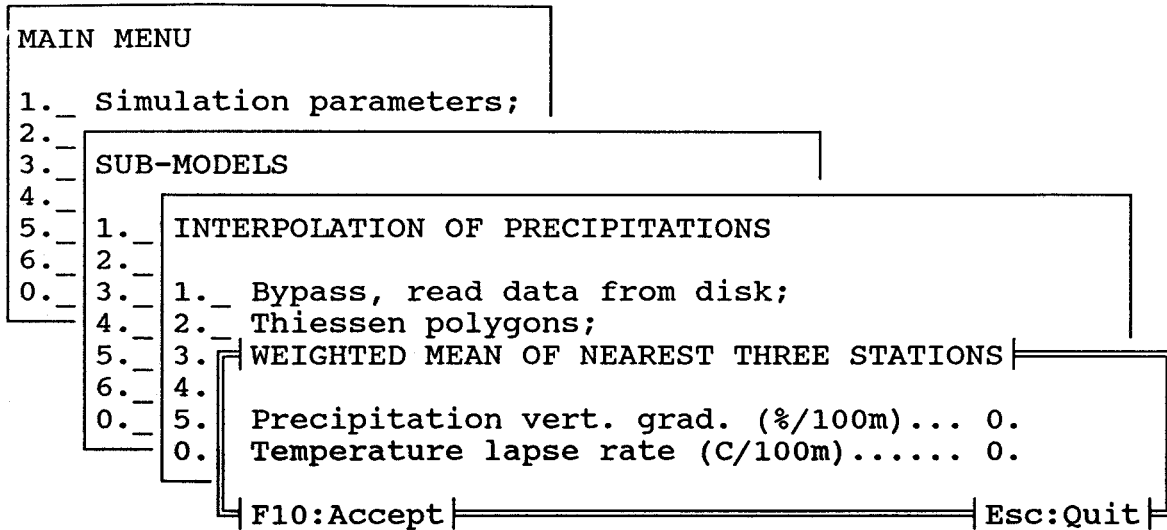 MAIN MENU
1._ Simulation parameters;
2._
3._ SUB-MODELS
4._
5._ 1._ INTERPOLATION OF PRECIPITATIONS
6._ 2._
0._ 3._ 1._ Bypass, read data from disk;
4._ 2._ Thiessen polygons;
5._ 3. WEIGHTED MEAN OF NEAREST THREE STATIONS
6._ 4.
0._ 5. Precipitation vert. grad. (%/100m)... 0.
0. Temperature lapse rate (C/100m)...... 0.
F10:Accept Esc:Quit